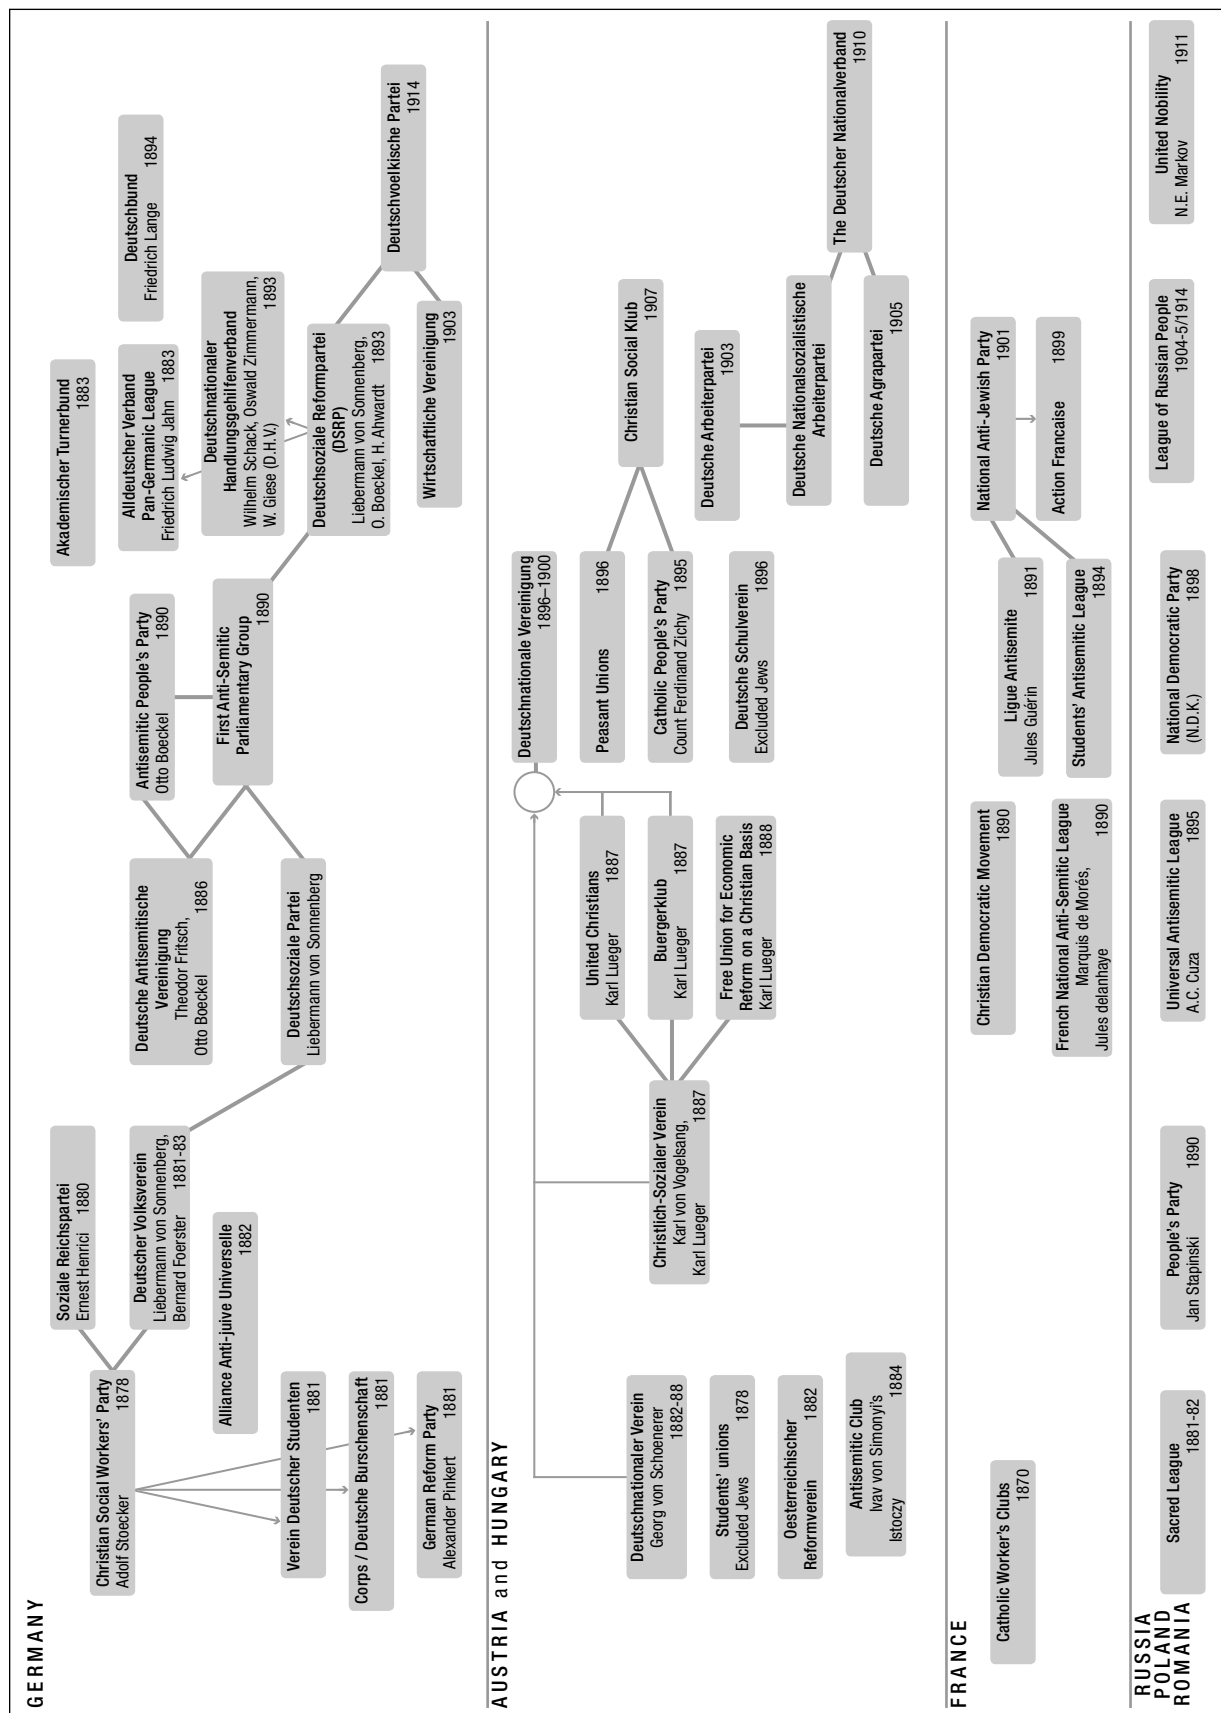 GERMANY
Christian Social Workers' Party
Adolf Stoecker 1878
Soziale Reichspartei
Ernest Henrici 1880
Deutscher Volksverein
Liebermann von Sonnenberg,
Bernard Foerster 1881-83
Alliance Anti-juive Universelle
1882
Verein Deutscher Studenten
1881
Corps / Deutsche Burschenschaft
1881
German Reform Party
Alexander Pinkert 1881
Deutsche Antisemitische
Vereinigung
Theodor Fritsch,
Otto Boeckel 1886
Deutschsoziale Partei
Liebermann von Sonnenberg
Antisemitic People's Party
Otto Boeckel 1890
First Anti-Semitic
Parliamentary Group
1890
Akademischer Turnerbund
1883
Alldeutscher Verband
Pan-Germanic League
Friedrich Ludwig Jahn 1883
Deutschnationaler
Handlungsgehilfenverband
Wilhelm Schack, Oswald Zimmermann,
W. Giese (D.H.V.) 1893
Deutschsoziale Reformpartei
(DSRP)
Liebermann von Sonnenberg,
O. Boeckel, H. Ahwardt 1893
Wirtschaftliche Vereinigung
1903
Deutschbund
Friedrich Lange 1894
Deutschvoelkische Partei
1914
AUSTRIA and HUNGARY
Deutschnationaler Verein
Georg von Schoenerer
1882-88
Students' unions
Excluded Jews 1878
Oesterreichischer
Reformverein 1882
Antisemitic Club
Ivav von Simonyi's
Istoczy 1884
Christlich-Sozialer Verein
Karl von Vogelsang,
Karl Lueger 1887
United Christians
Karl Lueger 1887
Buergerklub
Karl Lueger 1887
Free Union for Economic
Reform on a Christian Basis
Karl Lueger 1888
Deutschnationale Vereinigung
1896–1900
Peasant Unions 1896
Catholic People's Party
Count Ferdinand Zichy 1895
Deutsche Schulverein
Excluded Jews 1896
Christian Social Klub
1907
Deutsche Arbeiterpartei
1903
Deutsche Nationalsozialistische
Arbeiterpartei
Deutsche Agrapartei
1905
The Deutscher Nationalverband
1910
FRANCE
Catholic Worker's Clubs
1870
Christian Democratic Movement
1890
French National Anti-Semitic League
Marquis de Morés,
Jules delanhaye 1890
Ligue Antisemite
Jules Guérin 1891
Students' Antisemitic League
1894
National Anti-Jewish Party
1901
Action Francaise 1899
RUSSIA
POLAND
ROMANIA
Sacred League
1881-82
People's Party
Jan Stapinski 1890
Universal Antisemitic League
A.C. Cuza 1895
National Democratic Party
(N.D.K.) 1898
League of Russian People
1904-5/1914
United Nobility
N.E. Markov 1911